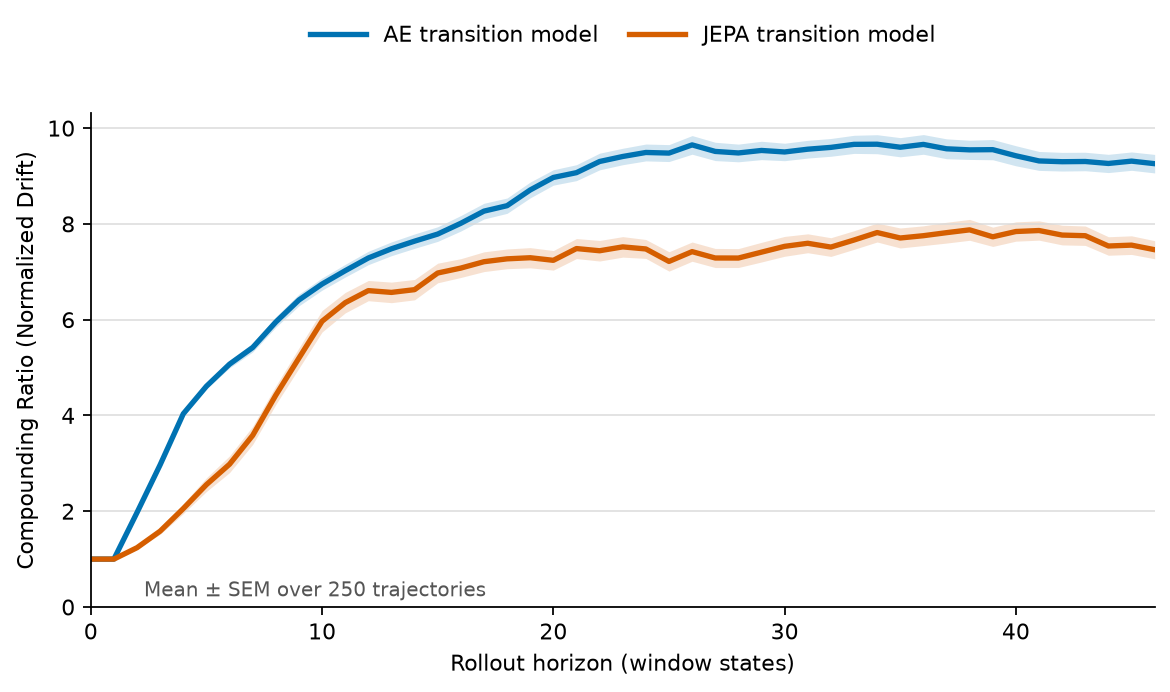 AE transition model JEPA transition model
Compounding Ratio (Normalized Drift)
10
8
6
4
2
0
Mean ± SEM over 250 trajectories
0 10 20 30 40
Rollout horizon (window states)